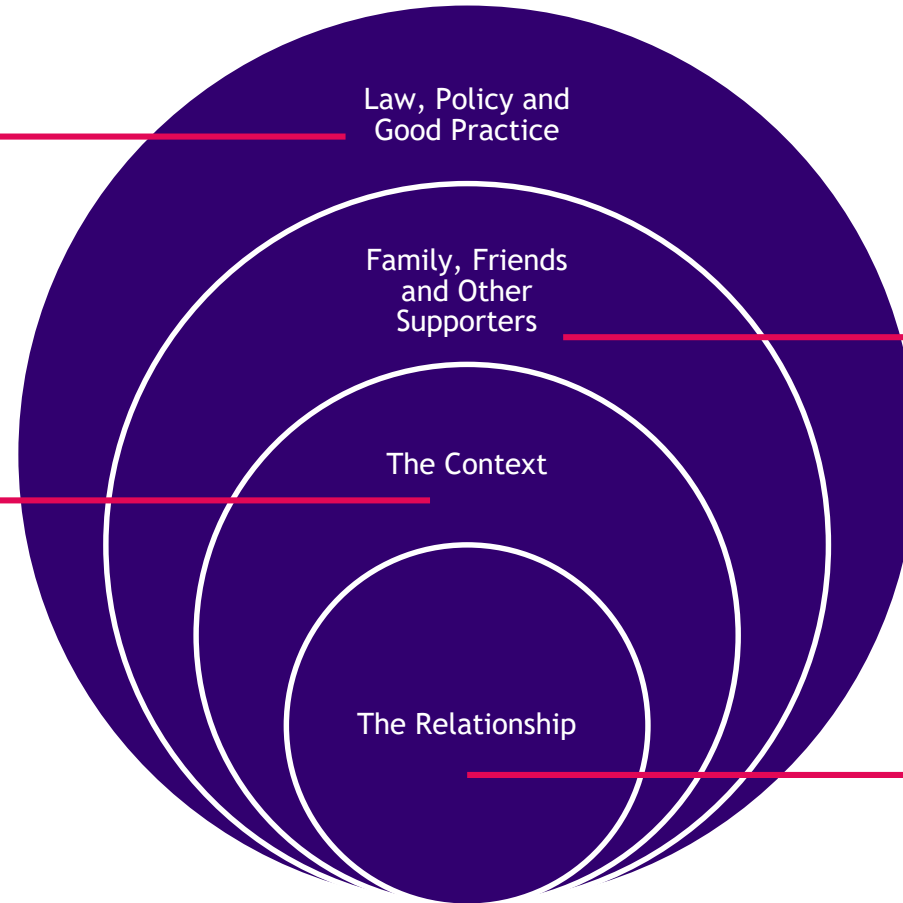 Law, Policy and
Good Practice
Family, Friends
and Other
Supporters
The Context
The Relationship